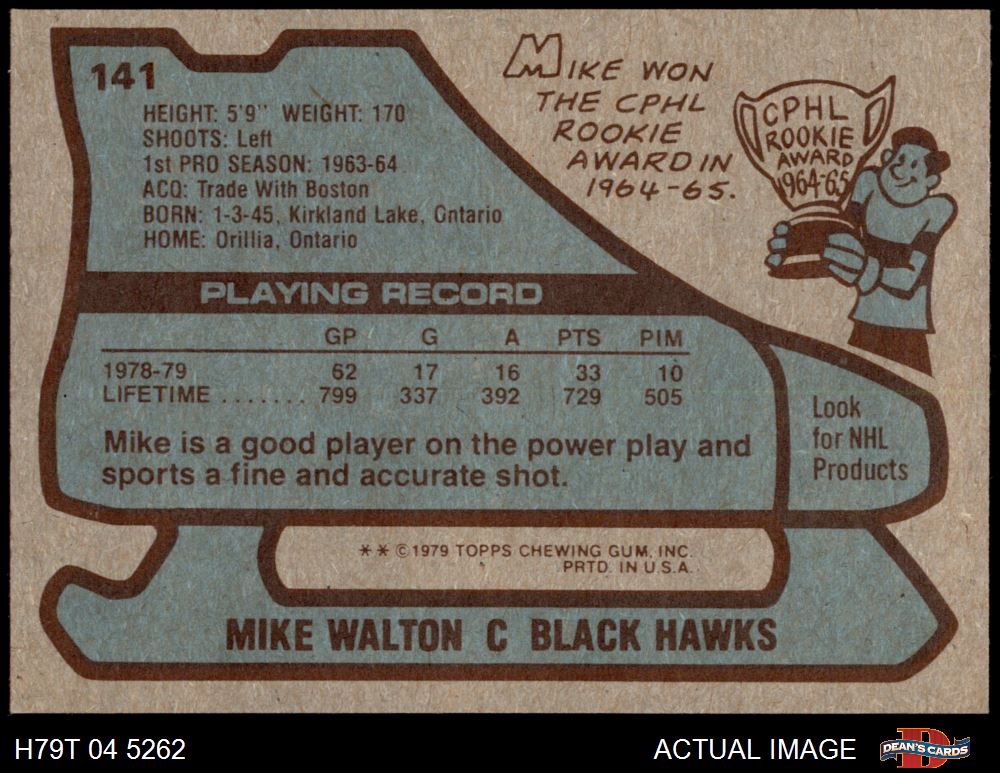 141
HEIGHT: 5'9" WEIGHT: 170
SHOOTS: Left
1st PRO SEASON: 1963-64
ACQ: Trade With Boston
BORN: 1-3-45, Kirkland Lake, Ontario
HOME: Orillia, Ontario
MIKE WON
THE CPHL
ROOKIE
AWARD IN
1964-65.
CPHL
ROOKIE
AWARD
1964-65
PLAYING RECORD
GP G A PTS PIM
1978-79 62 17 16 33 10
LIFETIME ....... 799 337 392 729 505
Mike is a good player on the power play and
sports a fine and accurate shot.
Look
for NHL
Products
** ©1979 TOPPS CHEWING GUM, INC.
PRTD. IN U.S.A.
MIKE WALTON C BLACK HAWKS
H79T 04 5262
ACTUAL IMAGE
DEAN'S CARDS